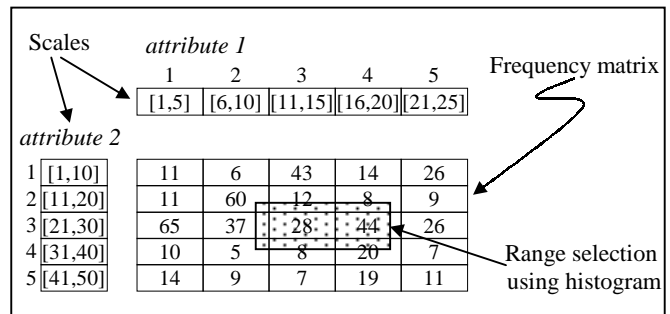 Scales
attribute 1
1 2 3 4 5
[1,5] [6,10] [11,15] [16,20] [21,25]
Frequency matrix
attribute 2
1 [1,10] 11 6 43 14 26
2 [11,20] 11 60 12 8 9
3 [21,30] 65 37 28 44 26
4 [31,40] 10 5 8 20 7
5 [41,50] 14 9 7 19 11
Range selection
using histogram